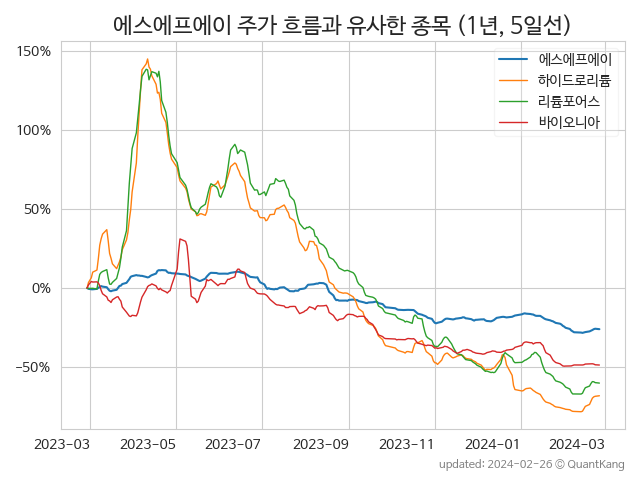 에스에프에이 주가 흐름과 유사한 종목 (1년, 5일선)
150%
100%
50%
0%
−50%
에스에프에이
하이드로리튬
리튬포어스
바이오니아
2023-03 2023-05 2023-07 2023-09 2023-11 2024-01 2024-03
updated: 2024-02-26 © QuantKang